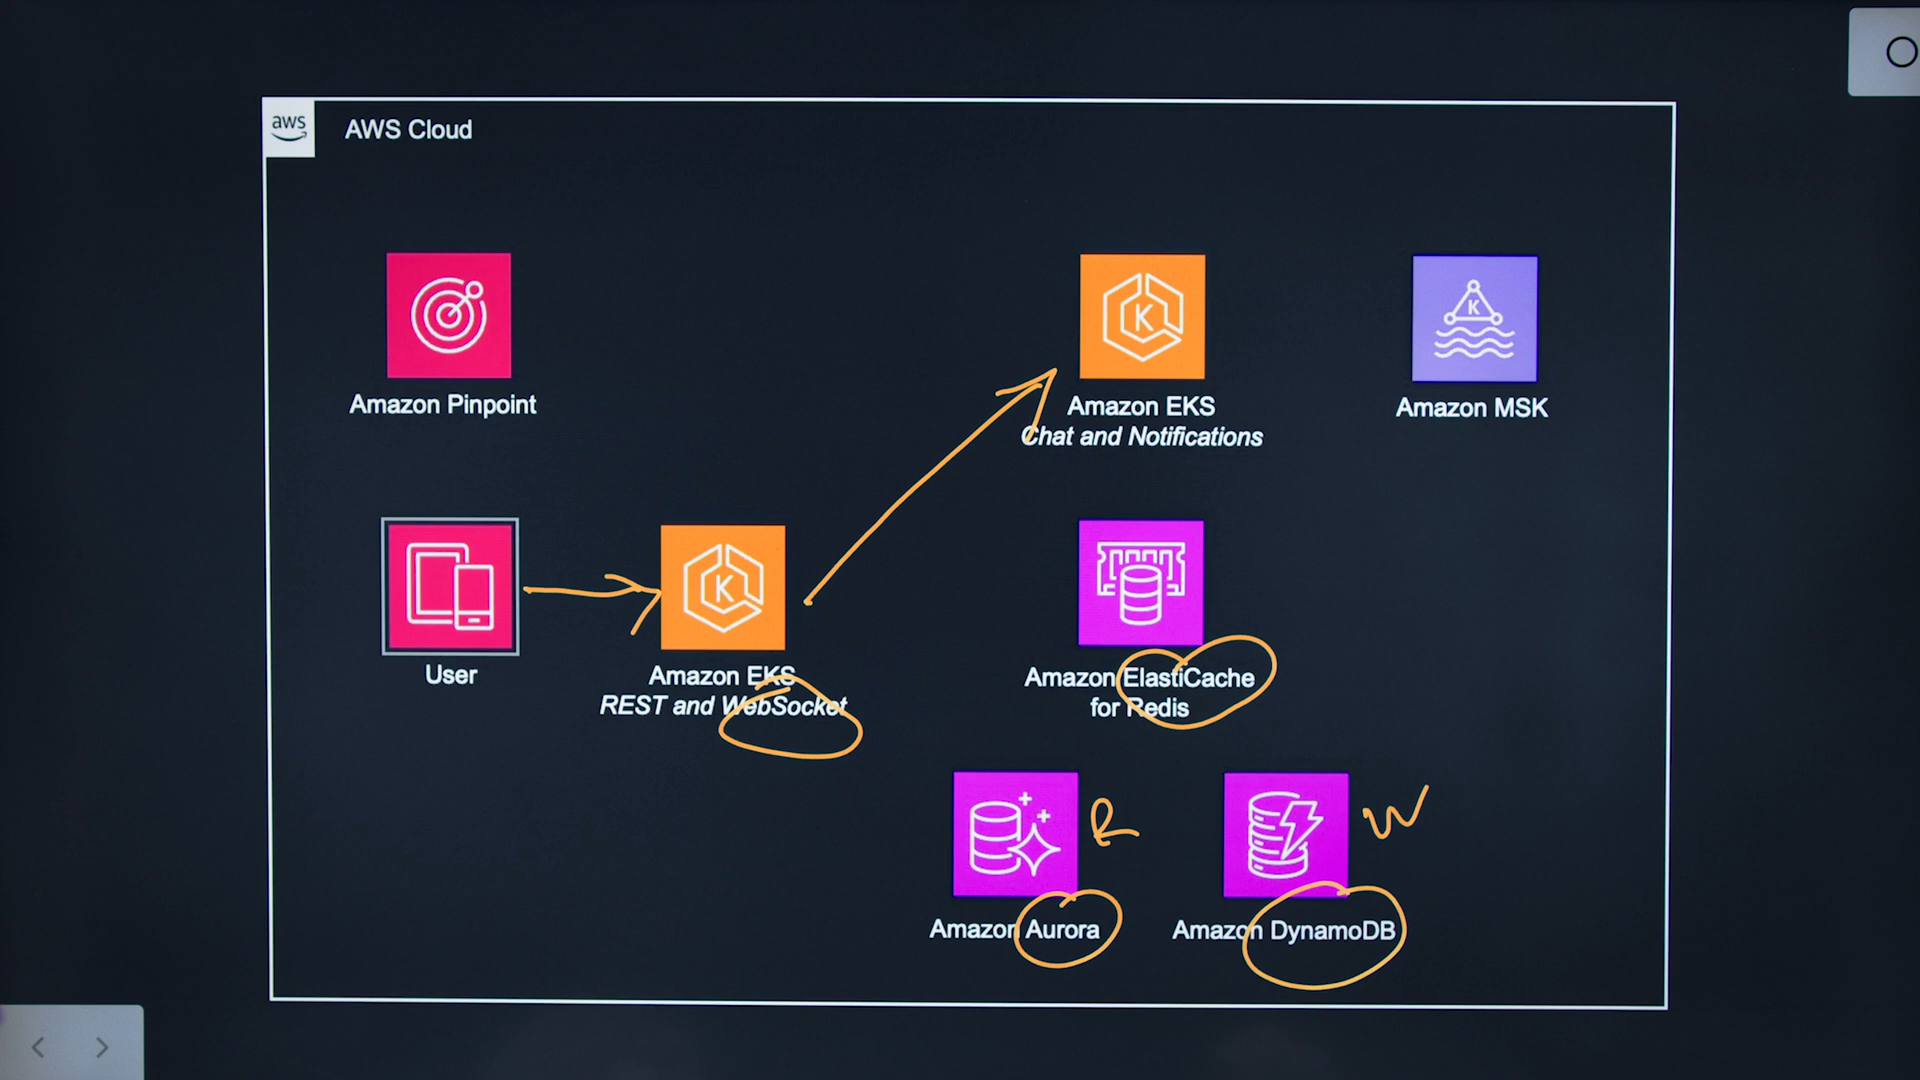 aws
AWS Cloud
Amazon Pinpoint
Amazon EKS
Chat and Notifications
Amazon MSK
User
Amazon EKS
REST and WebSocket
Amazon ElastiCache
for Redis
R
W
Amazon Aurora
Amazon DynamoDB
K
K
K